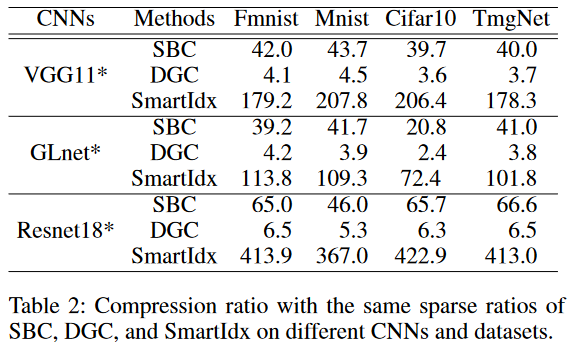 CNNs Methods Fmnist Mnist Cifar10 TmgNet
SBC 42.0 43.7 39.7 40.0
VGG11* DGC 4.1 4.5 3.6 3.7
SmartIdx 179.2 207.8 206.4 178.3
SBC 39.2 41.7 20.8 41.0
GLnet* DGC 4.2 3.9 2.4 3.8
SmartIdx 113.8 109.3 72.4 101.8
SBC 65.0 46.0 65.7 66.6
Resnet18* DGC 6.5 5.3 6.3 6.5
SmartIdx 413.9 367.0 422.9 413.0
Table 2: Compression ratio with the same sparse ratios of
SBC, DGC, and SmartIdx on different CNNs and datasets.